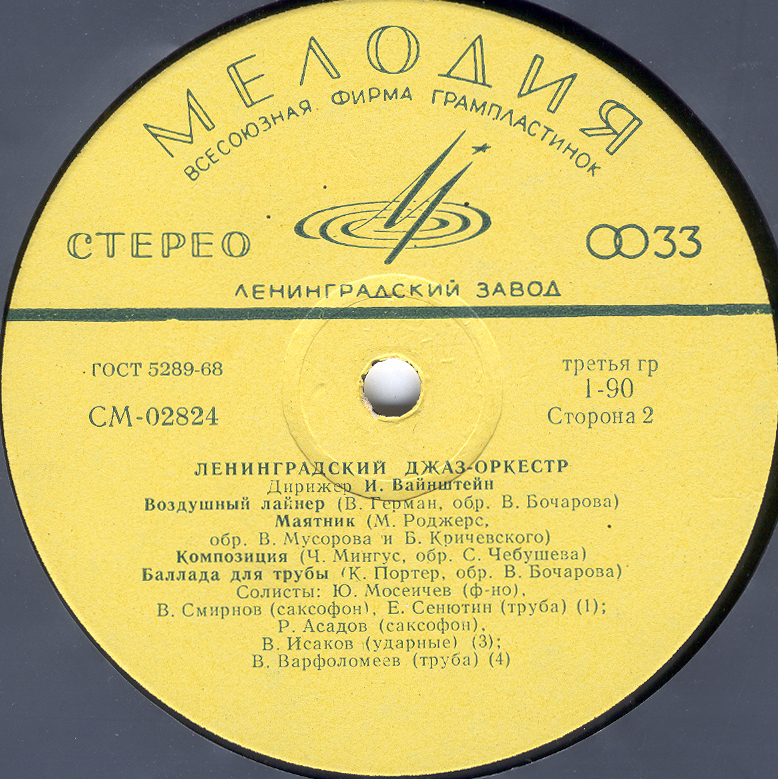 МЕЛОДИЯ
ВСЕСОЮЗНАЯ ФИРМА ГРАМПЛАСТИНОК
СТЕРЕО
33
ЛЕНИНГРАДСКИЙ ЗАВОД
ГОСТ 5289-68
третья гр
1-90
СМ-02824
Сторона 2
ЛЕНИНГРАДСКИЙ ДЖАЗ-ОРКЕСТР
Дирижер И. Вайнштейн
Воздушный лайнер (В. Герман, обр. В. Бочарова)
Маятник (М. Роджерс,
обр. В. Мусорова и Б. Кричевского)
Композиция (Ч. Мингус, обр. С. Чебушева)
Баллада для трубы (К. Портер, обр. В. Бочарова)
Солисты: Ю. Мосеичев (ф-но),
В. Смирнов (саксофон), Е. Сенютин (труба) (1);
Р. Асадов (саксофон),
В. Исаков (ударные) (3);
В. Варфоломеев (труба) (4)